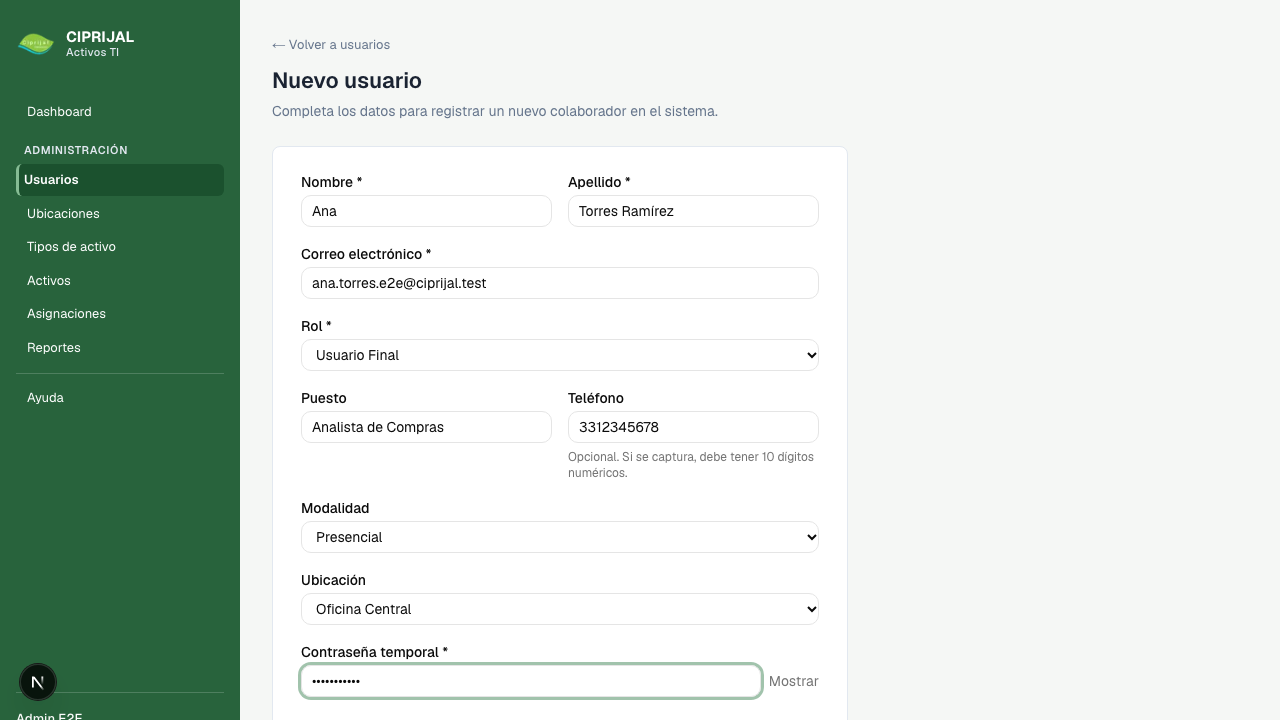 Ciprijal
CIPRIJAL
Activos TI
Dashboard
ADMINISTRACIÓN
Usuarios
Ubicaciones
Tipos de activo
Activos
Asignaciones
Reportes
Ayuda
N
Admin E2E
← Volver a usuarios
Nuevo usuario
Completa los datos para registrar un nuevo colaborador en el sistema.
Nombre * Apellido *
Ana Torres Ramírez
Correo electrónico *
ana.torres.e2e@ciprijal.test
Rol *
Usuario Final
Puesto Teléfono
Analista de Compras 3312345678
Opcional. Si se captura, debe tener 10 dígitos
numéricos.
Modalidad
Presencial
Ubicación
Oficina Central
Contraseña temporal *
••••••••••• Mostrar